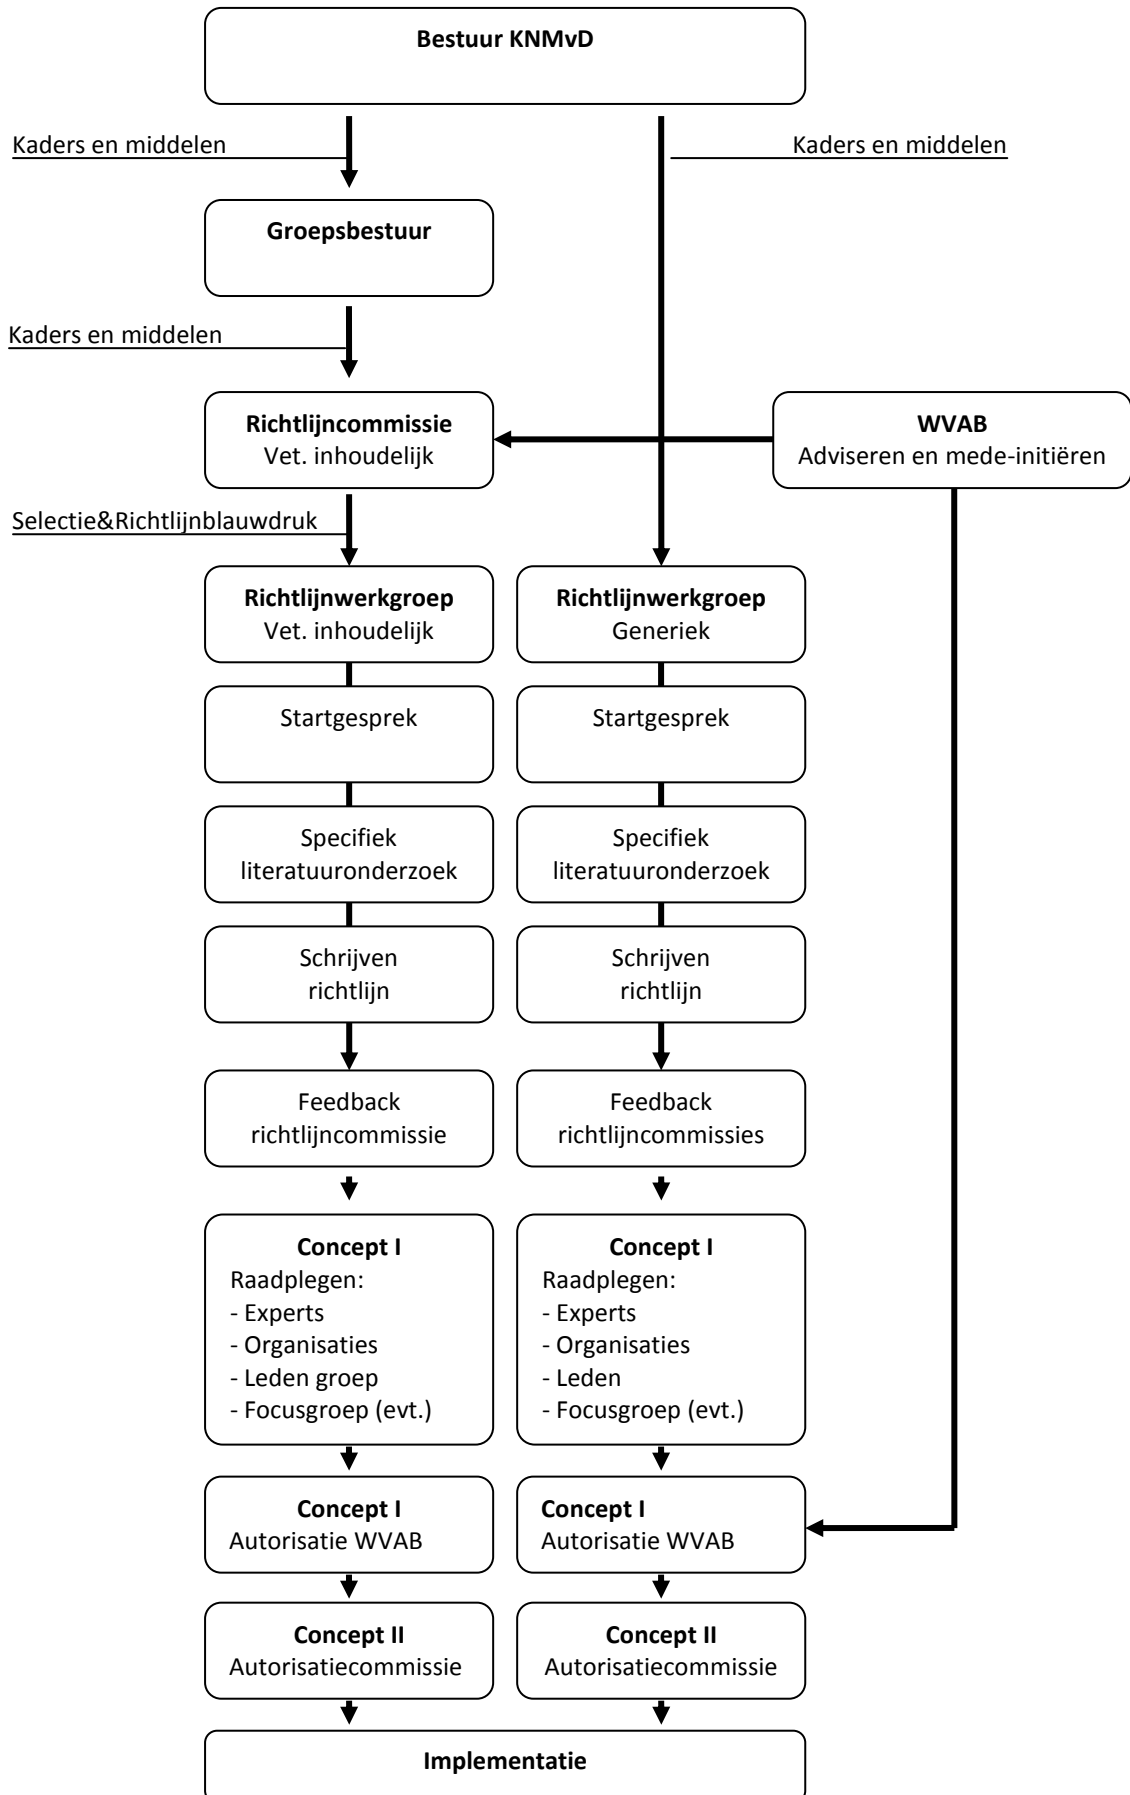 Bestuur KNMvD
Kaders en middelen
Kaders en middelen
Groepsbestuur
Kaders en middelen
Richtlijncommissie
Vet. inhoudelijk
WVAB
Adviseren en mede-initiëren
Selectie&Richtlijnblauwdruk
Richtlijnwerkgroep
Vet. inhoudelijk
Richtlijnwerkgroep
Generiek
Startgesprek
Startgesprek
Specifiek
literatuuronderzoek
Specifiek
literatuuronderzoek
Schrijven
richtlijn
Schrijven
richtlijn
Feedback
richtlijncommissie
Feedback
richtlijncommissies
Concept I
Raadplegen:
- Experts
- Organisaties
- Leden groep
- Focusgroep (evt.)
Concept I
Raadplegen:
- Experts
- Organisaties
- Leden
- Focusgroep (evt.)
Concept I
Autorisatie WVAB
Concept I
Autorisatie WVAB
Concept II
Autorisatiecommissie
Concept II
Autorisatiecommissie
Implementatie